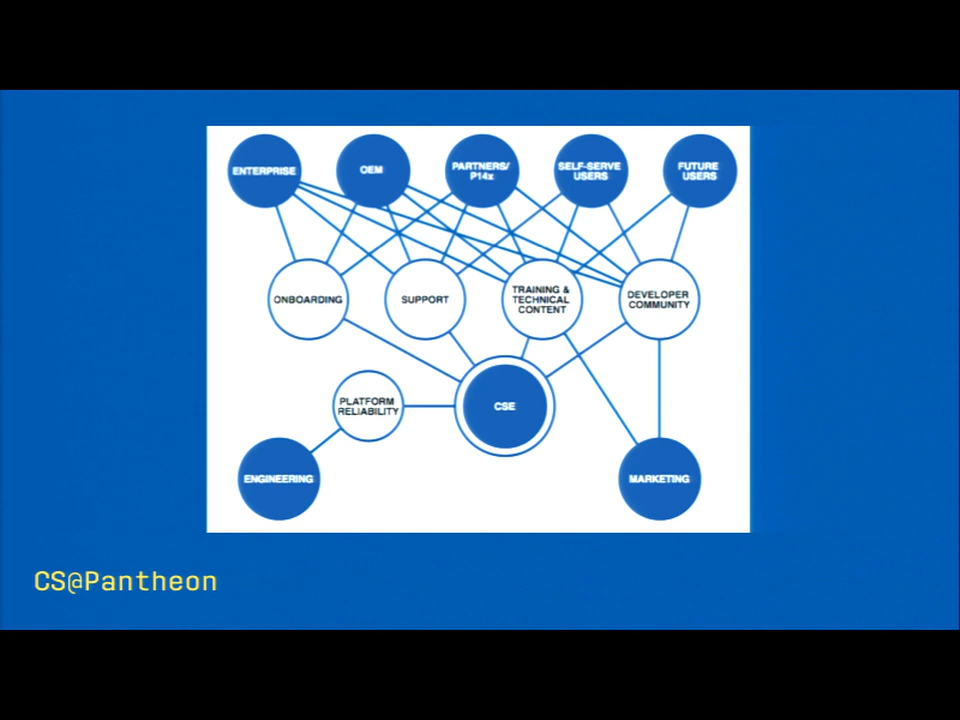 ENTERPRISE
OEM
PARTNERS/
P14x
SELF-SERVE
USERS
FUTURE
USERS
ONBOARDING
SUPPORT
TRAINING &
TECHNICAL
CONTENT
DEVELOPER
COMMUNITY
PLATFORM
RELIABILITY
CSE
ENGINEERING
MARKETING
CS@Pantheon